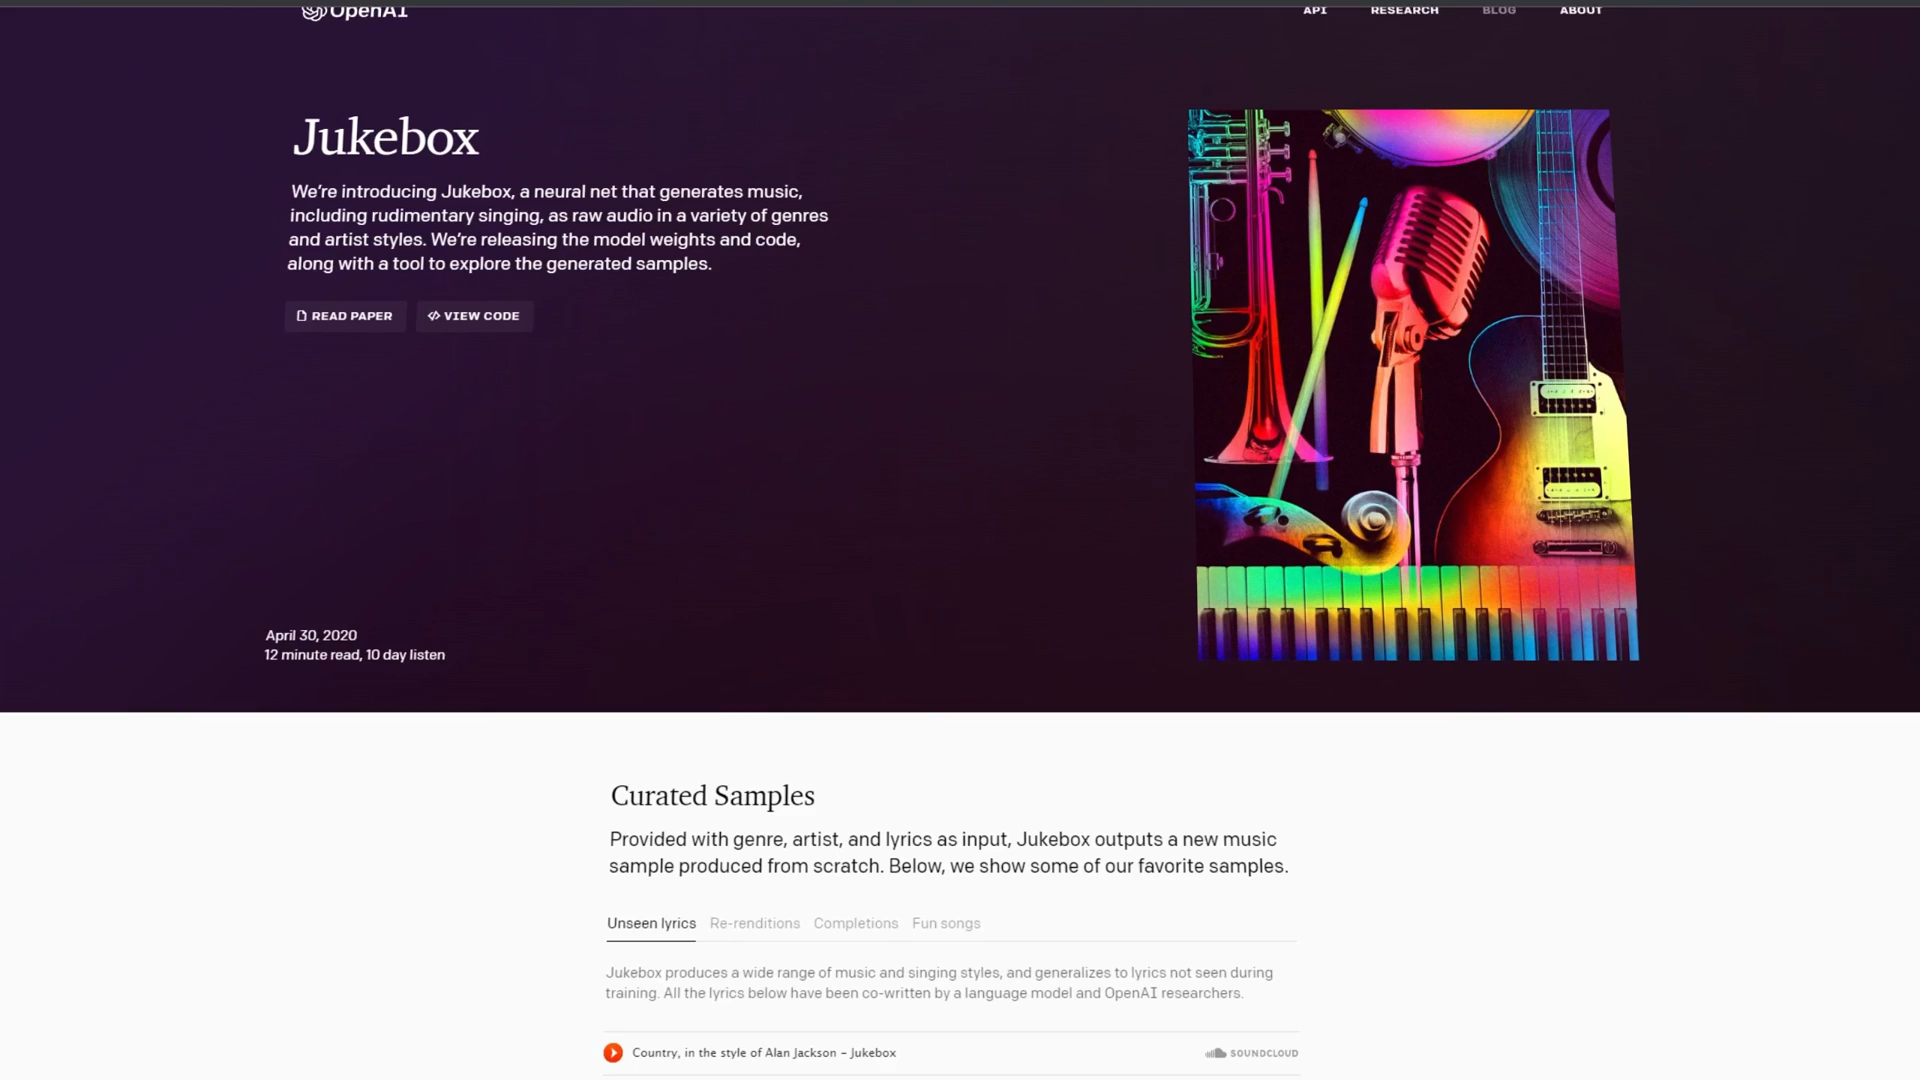 OpenAI
API RESEARCH BLOG ABOUT
Jukebox
We’re introducing Jukebox, a neural net that generates music,
including rudimentary singing, as raw audio in a variety of genres
and artist styles. We’re releasing the model weights and code,
along with a tool to explore the generated samples.
READ PAPER VIEW CODE
April 30, 2020
12 minute read, 10 day listen
Curated Samples
Provided with genre, artist, and lyrics as input, Jukebox outputs a new music
sample produced from scratch. Below, we show some of our favorite samples.
Unseen lyrics Re-renditions Completions Fun songs
Jukebox produces a wide range of music and singing styles, and generalizes to lyrics not seen during
training. All the lyrics below have been co-written by a language model and OpenAI researchers.
Country, in the style of Alan Jackson – Jukebox
SOUNDCLOUD